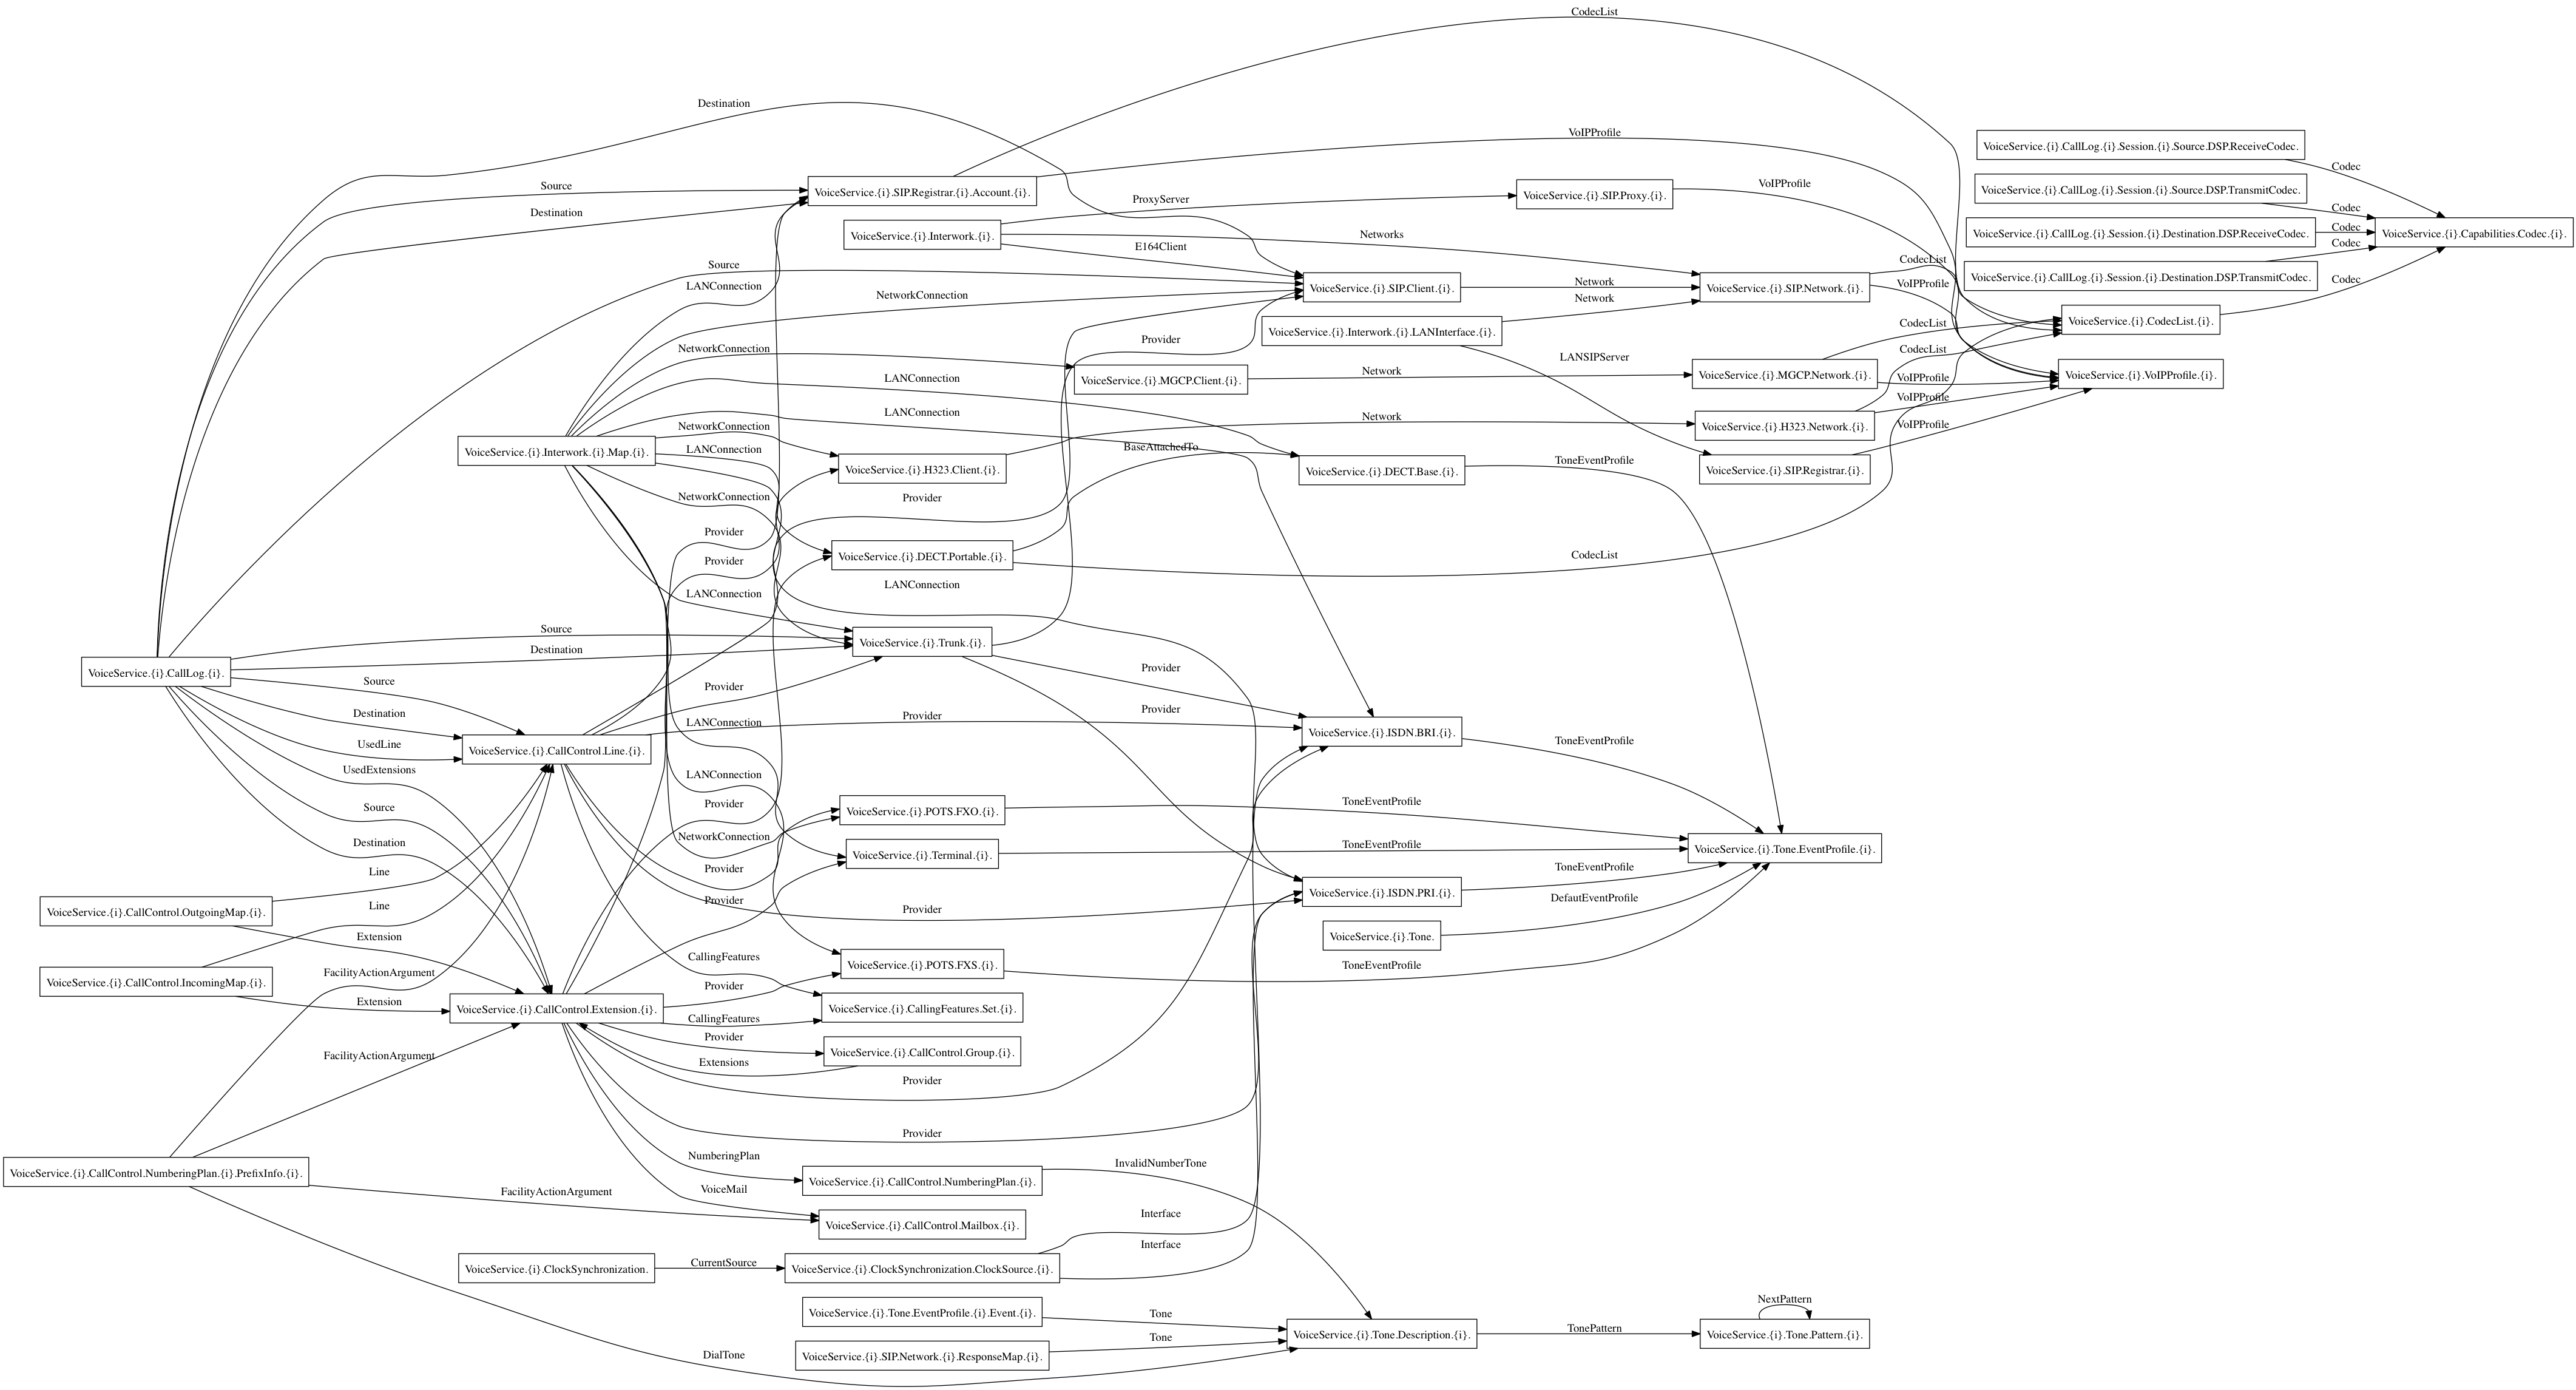 CodecList
Destination
VoIPProfile
VoiceService.{i}.CallLog.{i}.Session.{i}.Source.DSP.ReceiveCodec.
Codec
Source
VoiceService.{i}.SIP.Registrar.{i}.Account.{i}.
VoIPProfile
VoiceService.{i}.CallLog.{i}.Session.{i}.Source.DSP.TransmitCodec.
ProxyServer
VoiceService.{i}.SIP.Proxy.{i}.
Codec
Destination
VoiceService.{i}.Interwork.{i}.
Networks
VoiceService.{i}.CallLog.{i}.Session.{i}.Destination.DSP.ReceiveCodec.
Codec
VoiceService.{i}.Capabilities.Codec.{i}.
E164Client
Codec
Source
CodecList
VoiceService.{i}.CallLog.{i}.Session.{i}.Destination.DSP.TransmitCodec.
Codec
LANConnection
NetworkConnection
VoiceService.{i}.SIP.Client.{i}.
Network
VoiceService.{i}.SIP.Network.{i}.
VoIPProfile
Network
VoiceService.{i}.Interwork.{i}.LANInterface.{i}.
CodecList
VoiceService.{i}.CodecList.{i}.
Provider
NetworkConnection
LANSIPServer
CodecList
VoiceService.{i}.MGCP.Client.{i}.
Network
VoiceService.{i}.MGCP.Network.{i}.
VoIPProfile
VoiceService.{i}.VoIPProfile.{i}.
LANConnection
VoIPProfile
LANConnection
Network
VoiceService.{i}.H323.Network.{i}.
VoIPProfile
NetworkConnection
VoiceService.{i}.Interwork.{i}.Map.{i}.
LANConnection
BaseAttachedTo
VoiceService.{i}.H323.Client.{i}.
VoiceService.{i}.DECT.Base.{i}.
ToneEventProfile
VoiceService.{i}.SIP.Registrar.{i}.
NetworkConnection
Provider
Provider
VoiceService.{i}.DECT.Portable.{i}.
CodecList
Provider
LANConnection
LANConnection
Source
VoiceService.{i}.Trunk.{i}.
Destination
VoiceService.{i}.CallLog.{i}.
Provider
Source
Provider
Destination
Provider
Provider
LANConnection
VoiceService.{i}.ISDN.BRI.{i}.
ToneEventProfile
UsedLine
VoiceService.{i}.CallControl.Line.{i}.
UsedExtensions
LANConnection
Source
Provider
VoiceService.{i}.POTS.FXO.{i}.
ToneEventProfile
Destination
NetworkConnection
VoiceService.{i}.Terminal.{i}.
ToneEventProfile
VoiceService.{i}.Tone.EventProfile.{i}.
Line
Provider
ToneEventProfile
VoiceService.{i}.ISDN.PRI.{i}.
Line
Provider
Provider
DefautEventProfile
VoiceService.{i}.CallControl.OutgoingMap.{i}.
Extension
VoiceService.{i}.Tone.
CallingFeatures
VoiceService.{i}.POTS.FXS.{i}.
ToneEventProfile
FacilityActionArgument
VoiceService.{i}.CallControl.IncomingMap.{i}.
Provider
Extension
VoiceService.{i}.CallControl.Extension.{i}.
VoiceService.{i}.CallingFeatures.Set.{i}.
CallingFeatures
Provider
VoiceService.{i}.CallControl.Group.{i}.
FacilityActionArgument
Extensions
Provider
Provider
NumberingPlan
InvalidNumberTone
VoiceService.{i}.CallControl.NumberingPlan.{i}.PrefixInfo.{i}.
VoiceService.{i}.CallControl.NumberingPlan.{i}.
FacilityActionArgument
VoiceMail
Interface
VoiceService.{i}.CallControl.Mailbox.{i}.
Interface
VoiceService.{i}.ClockSynchronization.
CurrentSource
VoiceService.{i}.ClockSynchronization.ClockSource.{i}.
NextPattern
VoiceService.{i}.Tone.EventProfile.{i}.Event.{i}.
Tone
TonePattern
VoiceService.{i}.Tone.Description.{i}.
VoiceService.{i}.Tone.Pattern.{i}.
Tone
VoiceService.{i}.SIP.Network.{i}.ResponseMap.{i}.
DialTone